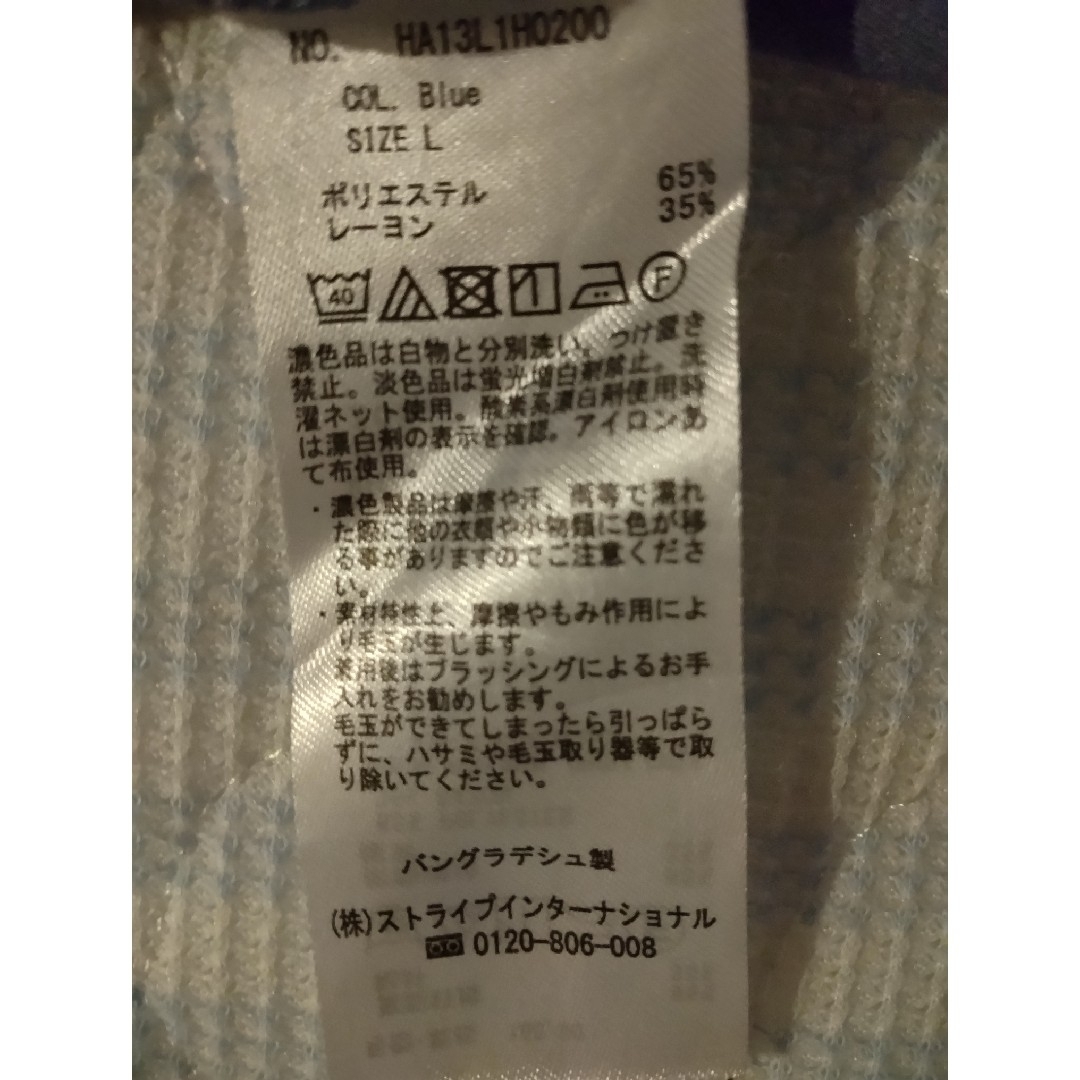 NO. HA13L1H0200
COL. Blue
SIZE L
ポリエステル 65%
レーヨン 35%
40 F
濃色品は白物と分別洗い。つけ置き
禁止。淡色品は蛍光増白剤禁止。洗
濯ネット使用。酸素系漂白剤使用時
は漂白剤の表示を確認。アイロンあ
て布使用。
・濃色製品は摩擦や汗、雨等で濡れ
た際に他の衣類や小物類に色が移
る事がありますのでご注意くださ
い。
・素材特性上、摩擦やもみ作用によ
り毛玉が生じます。
着用後はブラッシングによるお手
入れをお勧めします。
毛玉ができてしまったら引っぱら
ずに、ハサミや毛玉取り器等で取
り除いてください。
バングラデシュ製
(株)ストライプインターナショナル
0120-806-008